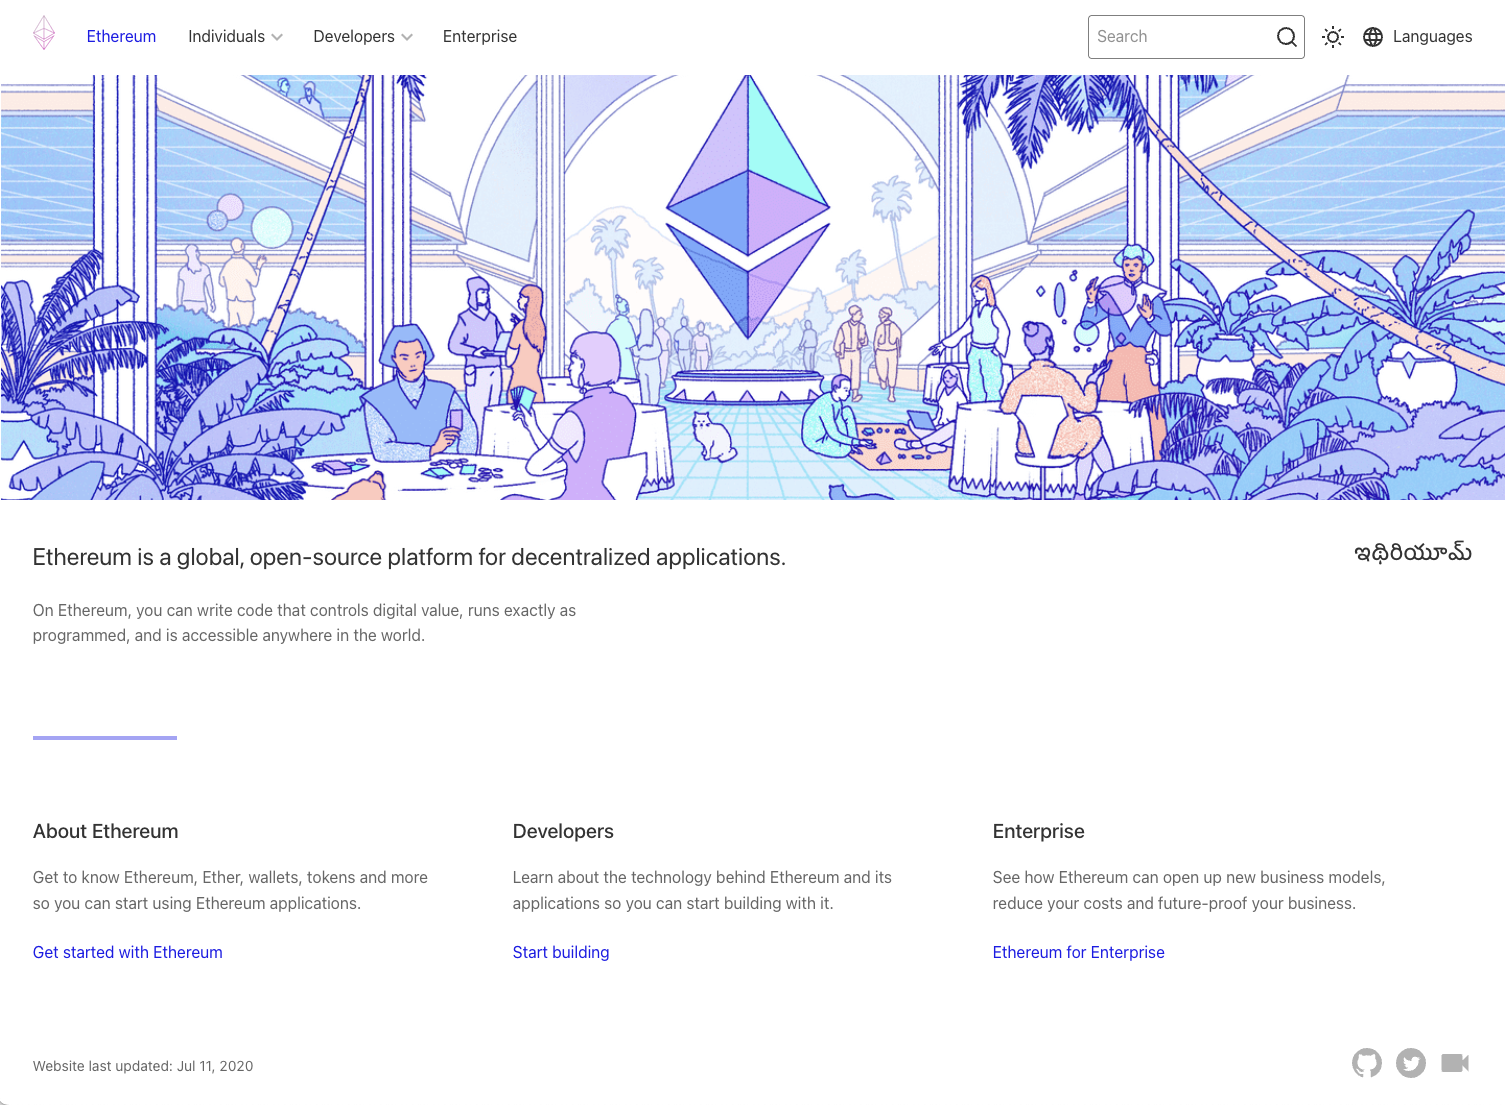 Ethereum
Individuals
Developers
Enterprise
Search
Languages
Ethereum is a global, open-source platform for decentralized applications.
ഇഥിരിയൂമ്
On Ethereum, you can write code that controls digital value, runs exactly as
programmed, and is accessible anywhere in the world.
About Ethereum
Get to know Ethereum, Ether, wallets, tokens and more
so you can start using Ethereum applications.
Get started with Ethereum
Developers
Learn about the technology behind Ethereum and its
applications so you can start building with it.
Start building
Enterprise
See how Ethereum can open up new business models,
reduce your costs and future-proof your business.
Ethereum for Enterprise
Website last updated: Jul 11, 2020